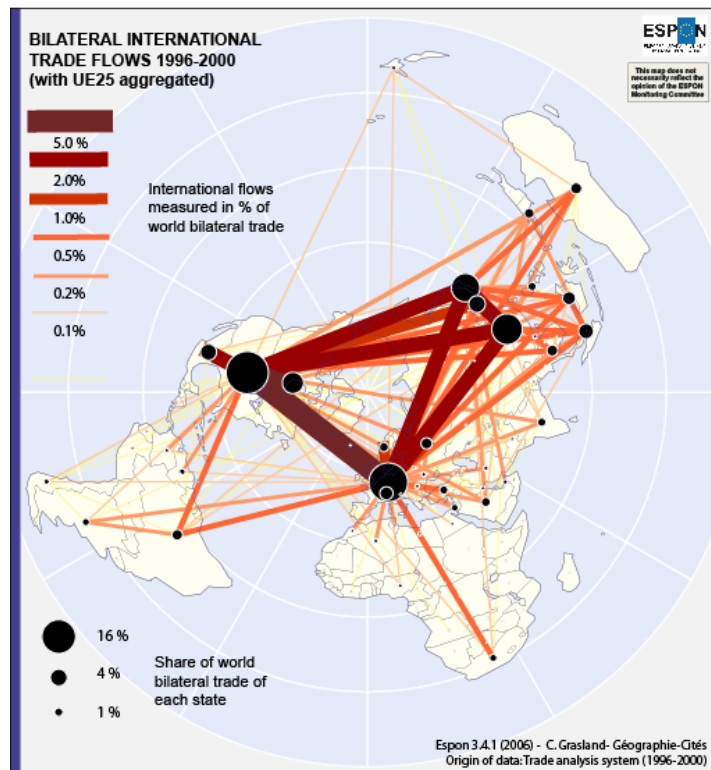 BILATERAL INTERNATIONAL
TRADE FLOWS 1996-2000
(with UE25 aggregated)
ESPON
This map does not
necessarily reflect the
opinion of the ESPON
Monitoring Committee
5.0 %
2.0%
1.0%
0.5%
0.2%
0.1%
International flows
measured in % of
world bilateral trade
16 %
4 %
1 %
Share of world
bilateral trade of
each state
Espon 3.4.1 (2006) - C. Grasland- Géographie-Cités
Origin of data:Trade analysis system (1996-2000)